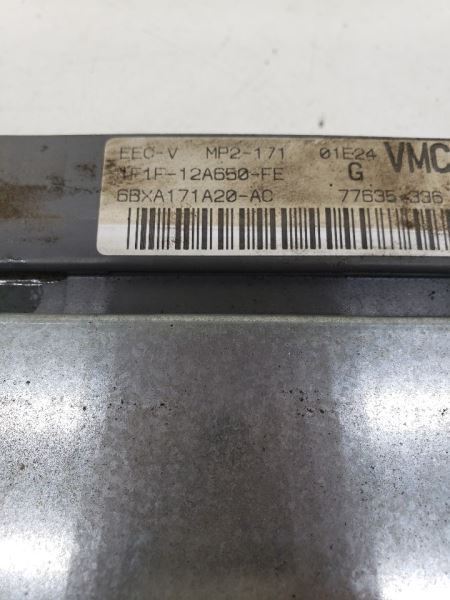 EEC-V MP2-171 01E24 VMC
1F1F-12A650-FE G
6BXA171A20-AC 77635 336